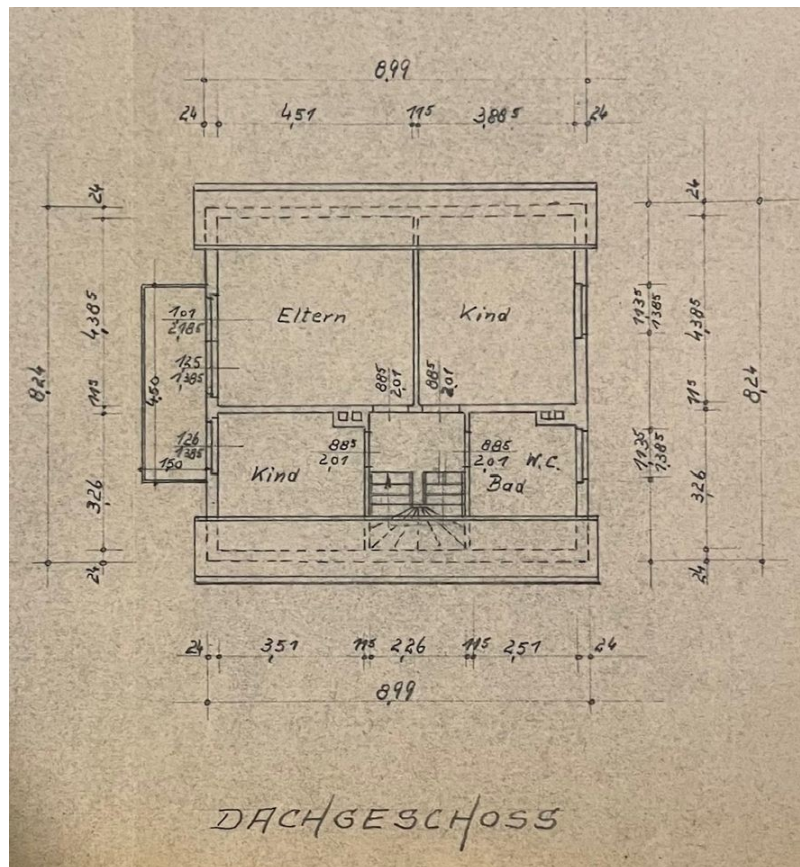 8,99
24 4,51 11⁵ 3,88⁵ 24
24 24
4,38⁵ 11⁵ 3,26 24
8,24
Eltern Kind
1,01
2,18⁵
1,25
1,38⁵
4,50
88⁵
2,01
88⁵
2,01
1,13⁵
1,38⁵
4,38⁵ 11⁵ 3,26 24
8,24
1,26
1,38⁵
1,50
Kind
88⁵
2,01
88⁵
2,01
W.C.
Bad
1,13⁵
1,38⁵
24 3,51 11⁵ 2,26 11⁵ 2,51 24
8,99
DACHGESCHOSS